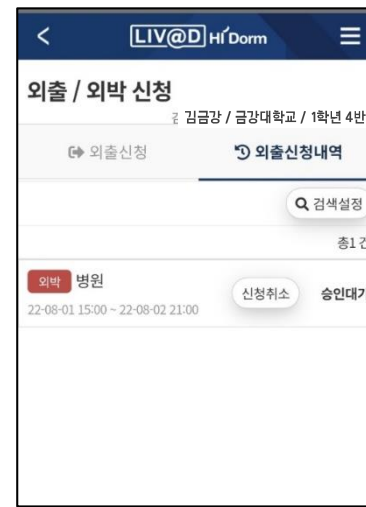 LIV@D Hi'Dorm
외출 / 외박 신청
김금강 / 금강대학교 / 1학년 4반
외출신청 외출신청내역
검색설정
총1
외박 병원 신청취소 승인대기
22-08-01 15:00 ~ 22-08-02 21:00